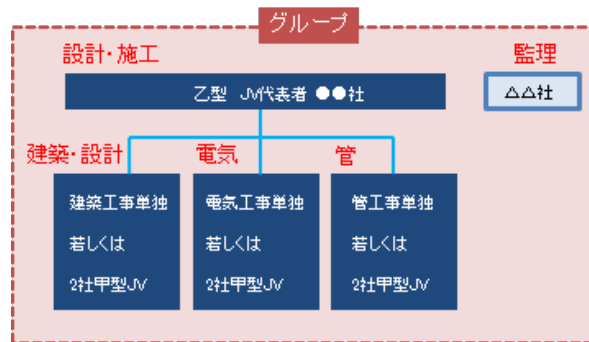 グループ
設計・施工
監理
乙型 JV代表者 ●●社
△△社
建築・設計
電気
管
建築工事単独
若しくは
2社甲型JV
電気工事単独
若しくは
2社甲型JV
管工事単独
若しくは
2社甲型JV